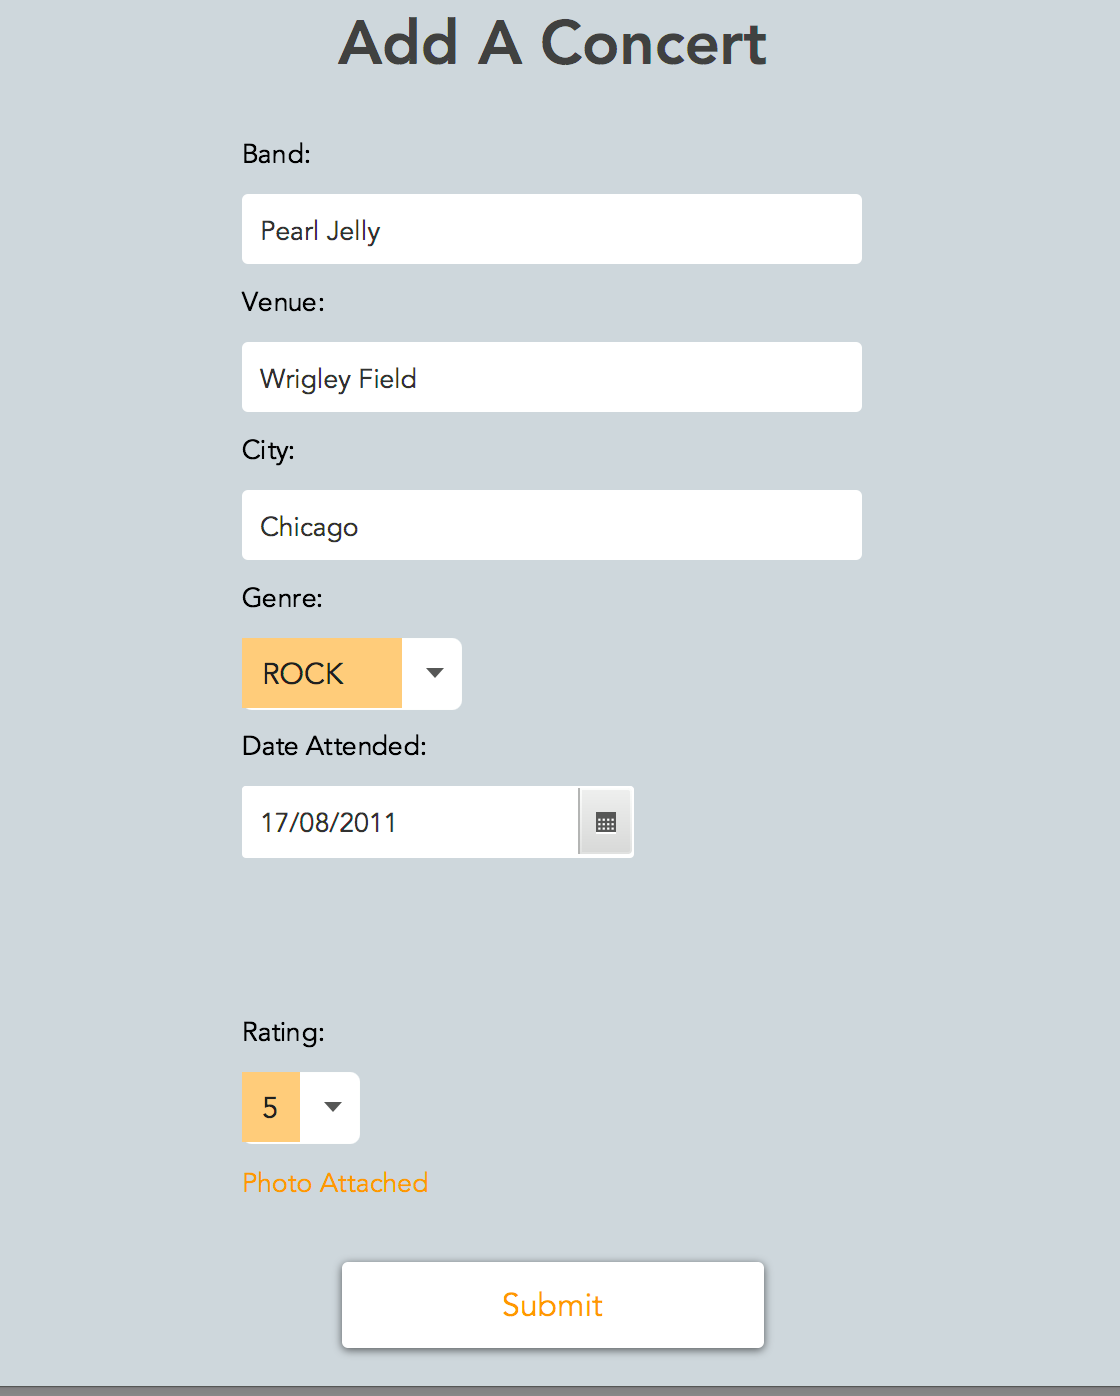 Add A Concert
Band:
Pearl Jelly
Venue:
Wrigley Field
City:
Chicago
Genre:
ROCK
Date Attended:
17/08/2011
Rating:
5
Photo Attached
Submit